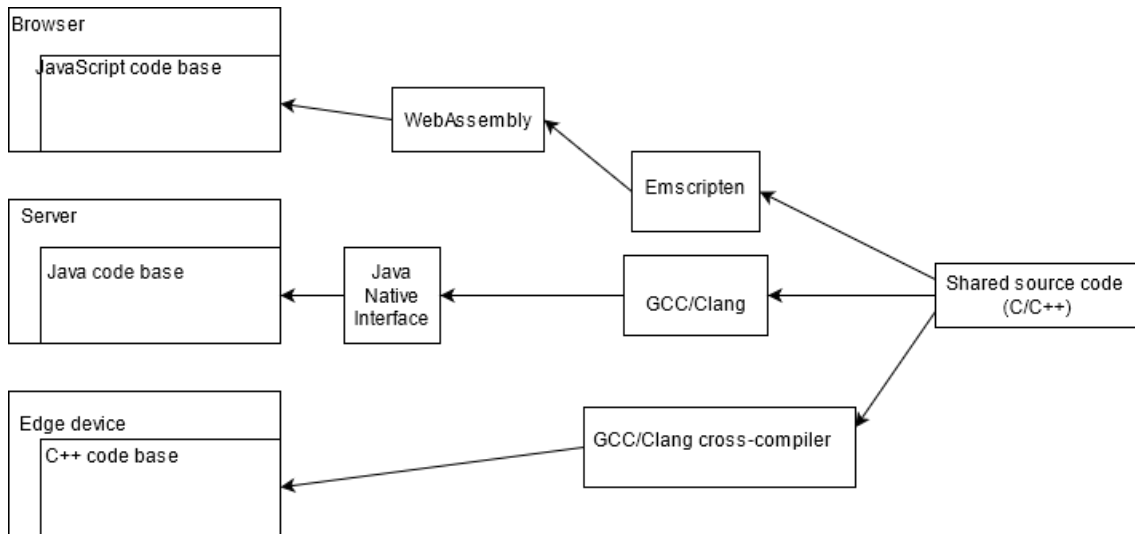 Browser
JavaScript code base
WebAssembly
Emscripten
Server
Java code base
Java
Native
Interface
GCC/Clang
Shared source code
(C/C++)
Edge device
C++ code base
GCC/Clang cross-compiler